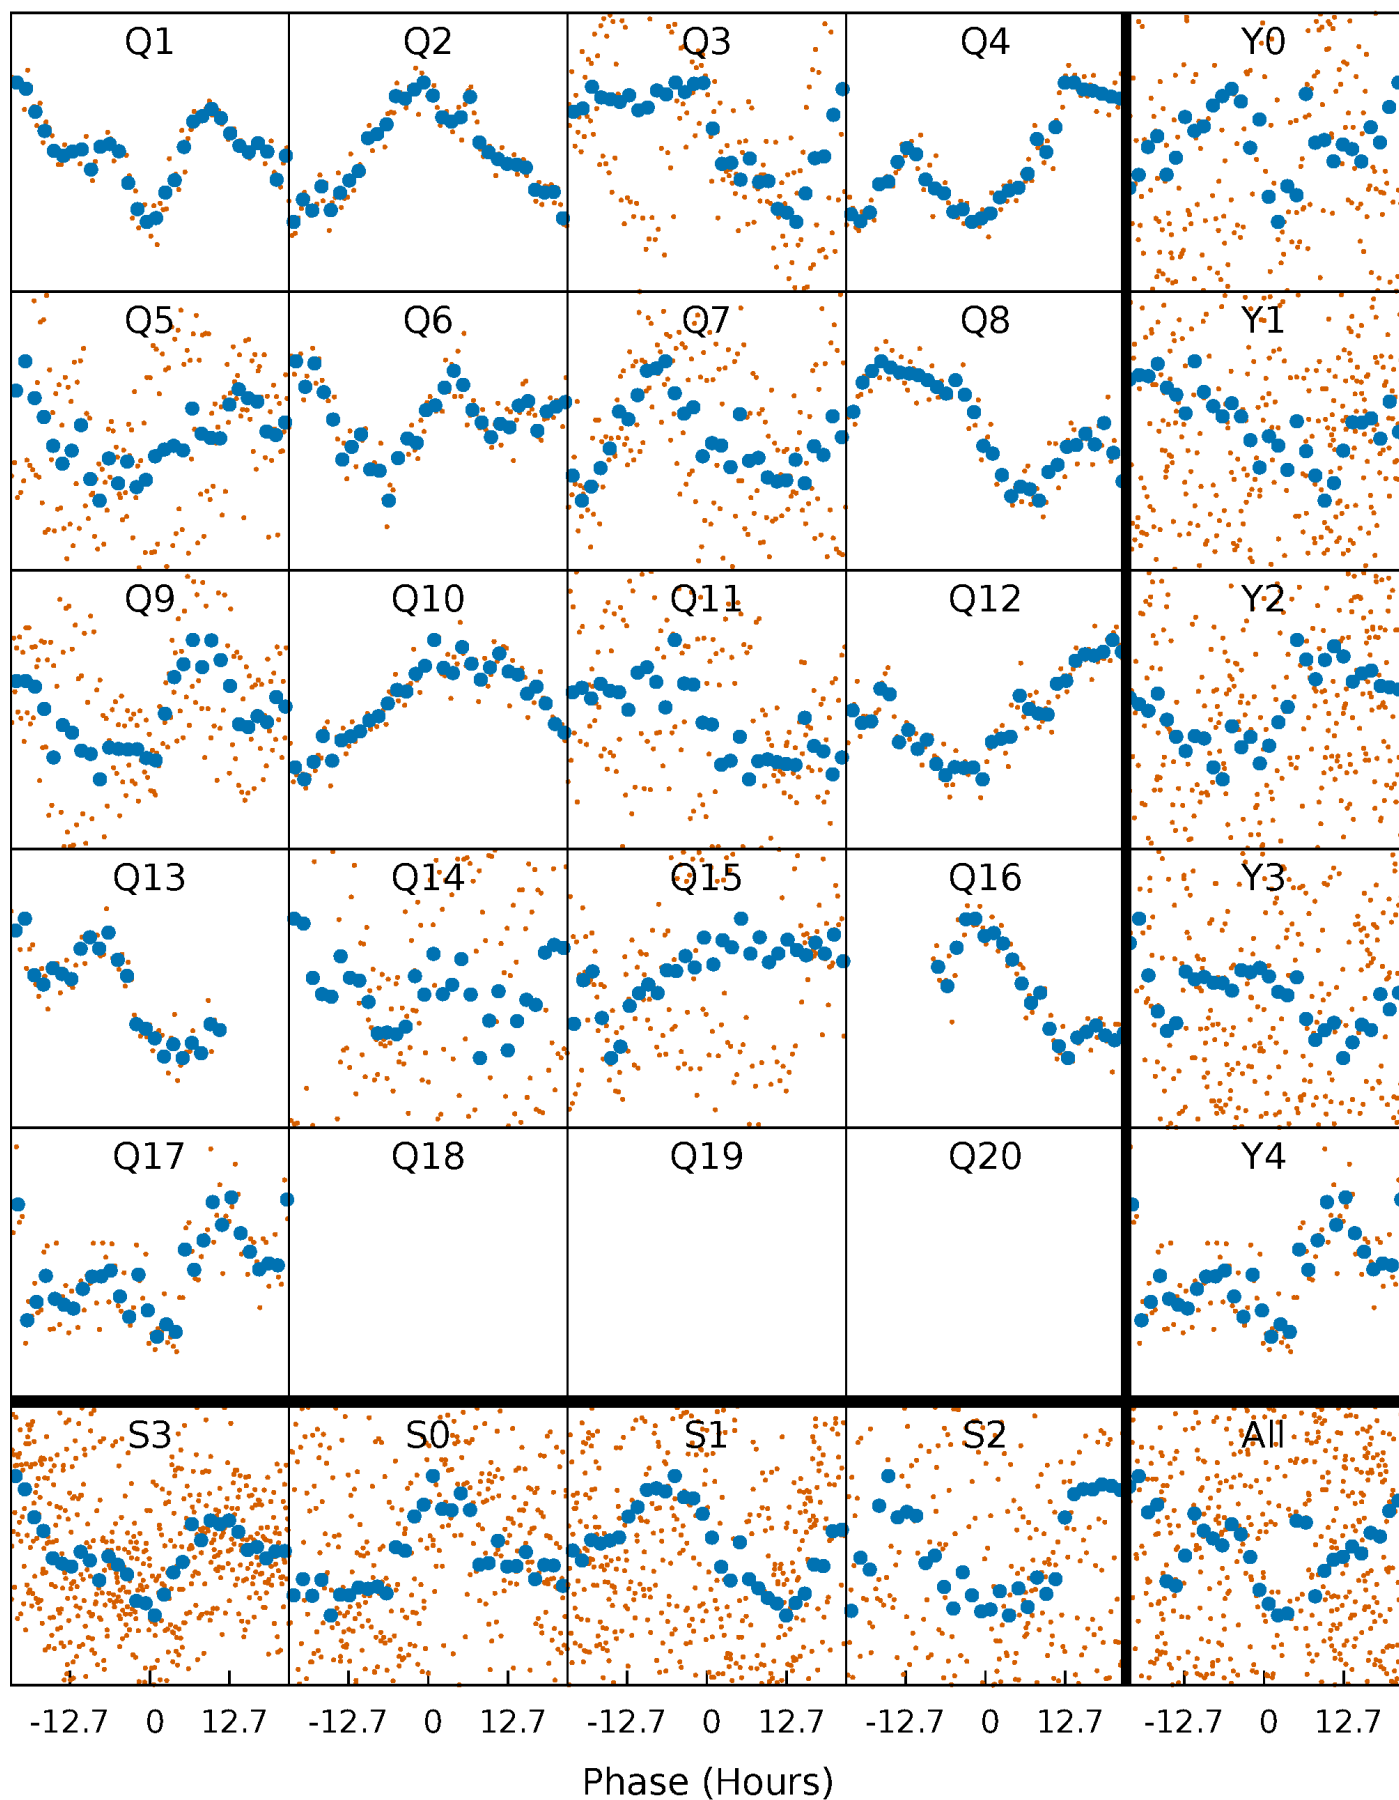 Q1 Q2 Q3 Q4 Y0
Q5 Q6 Q7 Q8 Y1
Q9 Q10 Q11 Q12 Y2
Q13 Q14 Q15 Q16 Y3
Q17 Q18 Q19 Q20 Y4
S3 S0 S1 S2 All
-12.7 0 12.7 -12.7 0 12.7 -12.7 0 12.7 -12.7 0 12.7 -12.7 0 12.7
Phase (Hours)